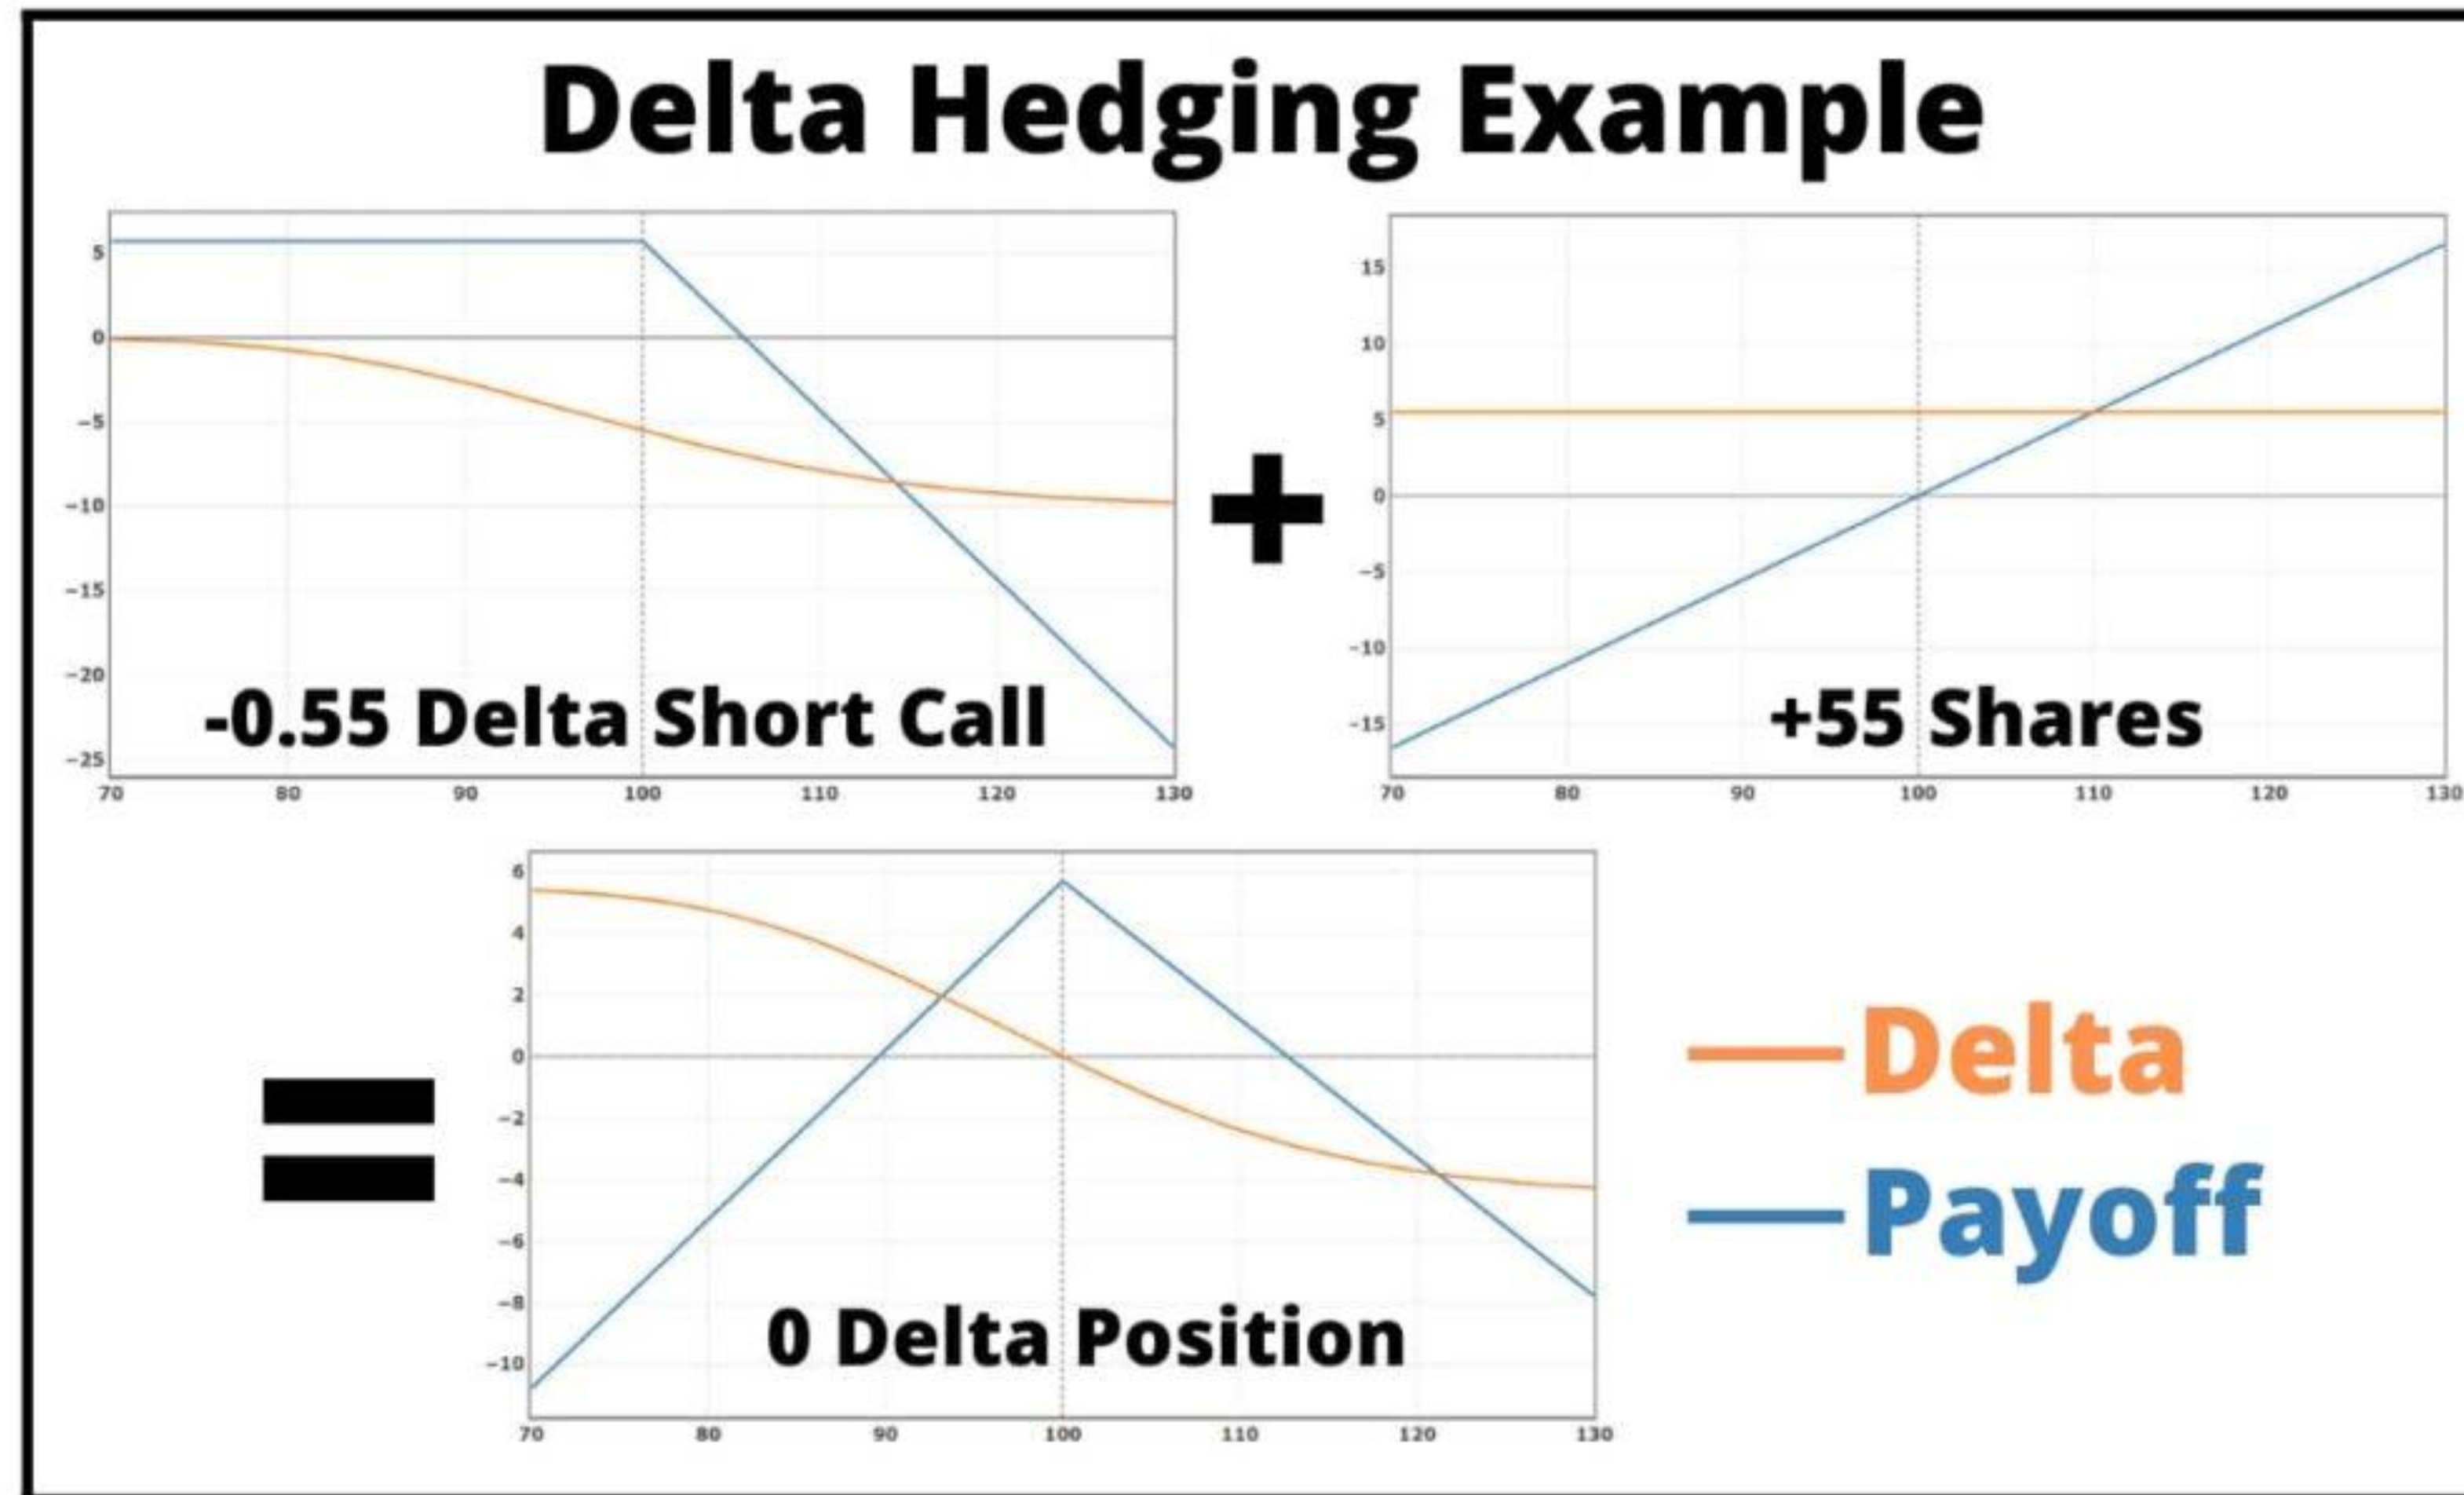 Delta Hedging Example
5
0
−5
−10
−15
−20
−25
70 80 90 100 110 120 130
-0.55 Delta Short Call
+
15
10
5
0
−5
−10
−15
70 80 90 100 110 120 130
+55 Shares
=
6
4
2
0
−2
−4
−6
−8
−10
70 80 90 100 110 120 130
0 Delta Position
Delta
Payoff